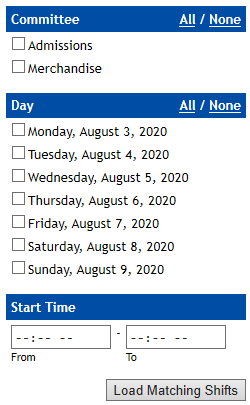 Committee All / None
Admissions
Merchandise
Day All / None
Monday, August 3, 2020
Tuesday, August 4, 2020
Wednesday, August 5, 2020
Thursday, August 6, 2020
Friday, August 7, 2020
Saturday, August 8, 2020
Sunday, August 9, 2020
Start Time
--:-- -- - --:-- --
From To
Load Matching Shifts